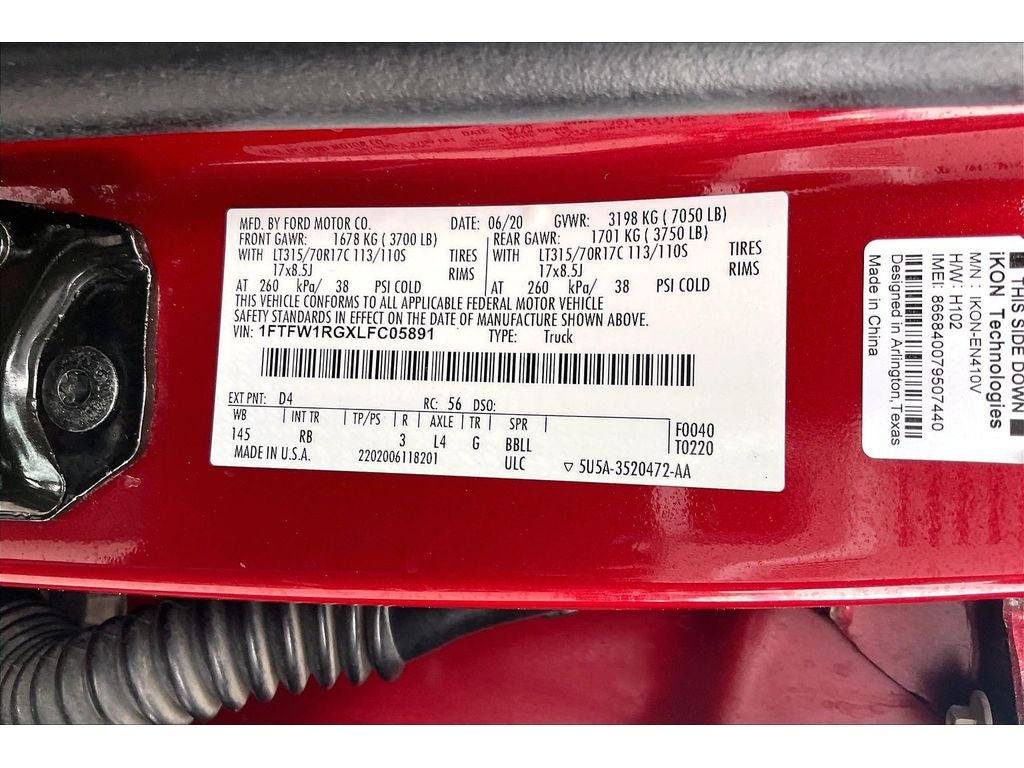 MFD. BY FORD MOTOR CO. DATE: 06/20 GVWR: 3198 KG ( 7050 LB)
FRONT GAWR: 1678 KG ( 3700 LB) REAR GAWR: 1701 KG ( 3750 LB)
WITH LT315/70R17C 113/110S TIRES WITH LT315/70R17C 113/110S TIRES
17x8.5J RIMS 17x8.5J RIMS
AT 260 kPa/ 38 PSI COLD AT 260 kPa/ 38 PSI COLD
THIS VEHICLE CONFORMS TO ALL APPLICABLE FEDERAL MOTOR VEHICLE
SAFETY STANDARDS IN EFFECT ON THE DATE OF MANUFACTURE SHOWN ABOVE.
VIN: 1FTFW1RGXLFC05891 TYPE: Truck
EXT PNT: D4 RC: 56 DSO:
WB INT TR TP/PS R AXLE TR SPR F0040
145 RB 3 L4 G BBLL T0220
MADE IN U.S.A. 2202006118201 ULC 5U5A-3520472-AA
THIS SIDE DOWN
iKON Technologies
M/N : IKON-EN410V
H/W: H102
IMEI: 866840079507440
Designed in Arlington, Texas
Made in China